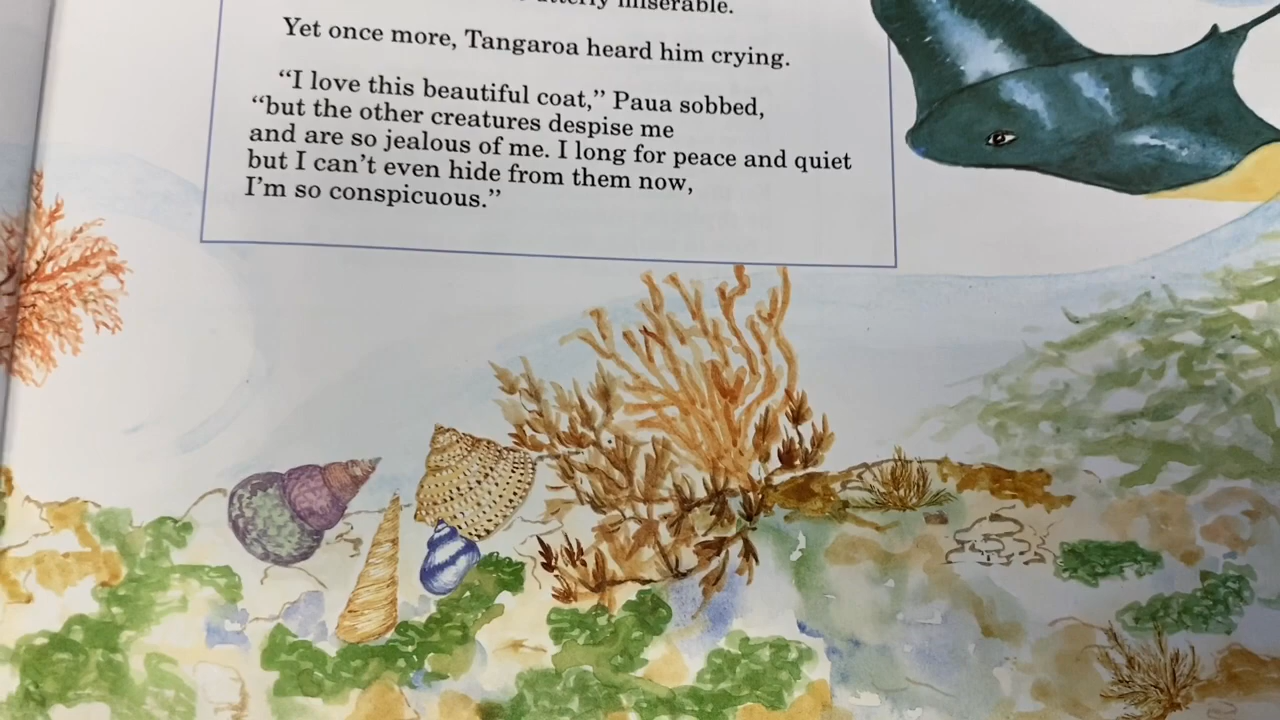 utterly miserable.
Yet once more, Tangaroa heard him crying.
“I love this beautiful coat,” Paua sobbed,
“but the other creatures despise me
and are so jealous of me. I long for peace and quiet
but I can’t even hide from them now,
I’m so conspicuous.”